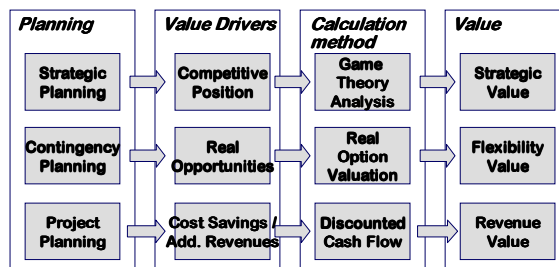 Planning
Value Drivers
Calculation
method
Value
Strategic
Planning
Competitive
Position
Game
Theory
Analysis
Strategic
Value
Contingency
Planning
Real
Opportunities
Real
Option
Valuation
Flexibility
Value
Project
Planning
Cost Savings /
Add. Revenues
Discounted
Cash Flow
Revenue
Value